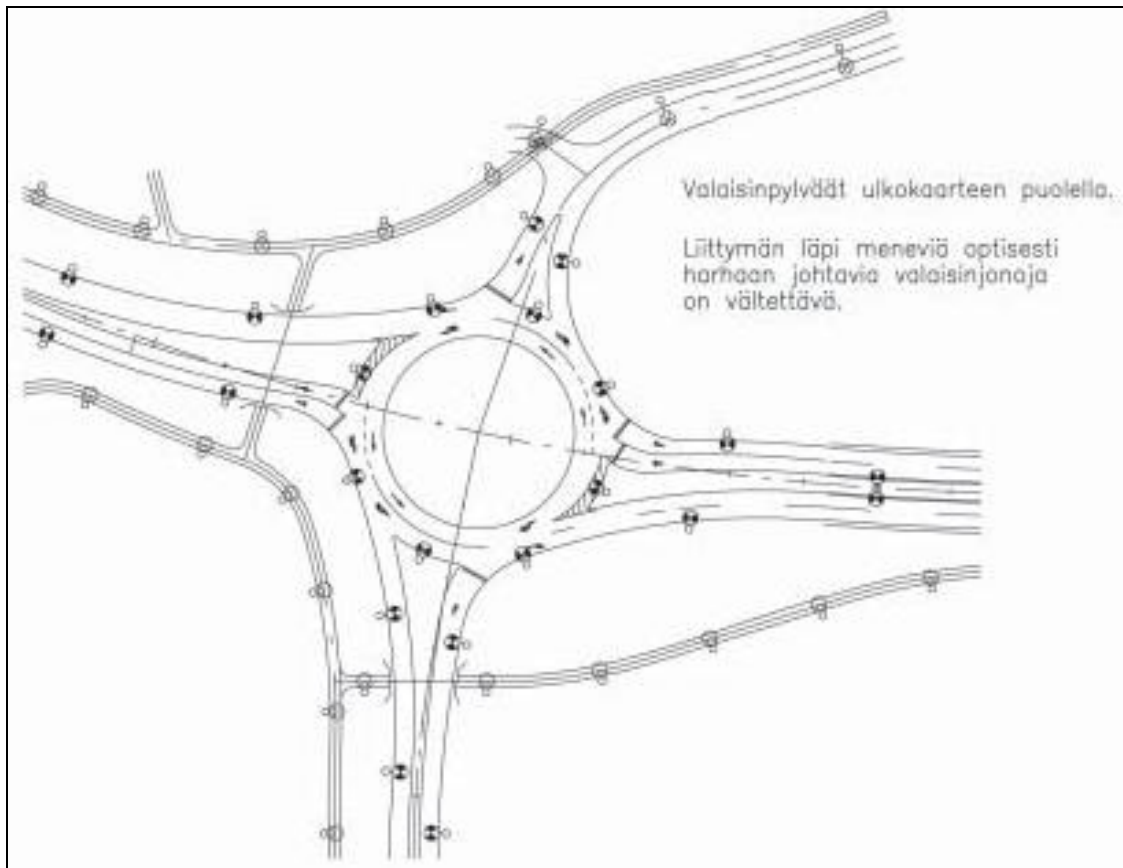 Valaisinpylväät ulkokaarteen puolella.
Liittymän läpi meneviä optisesti
harhaan johtavia valaisinjonoja
on vältettävä.